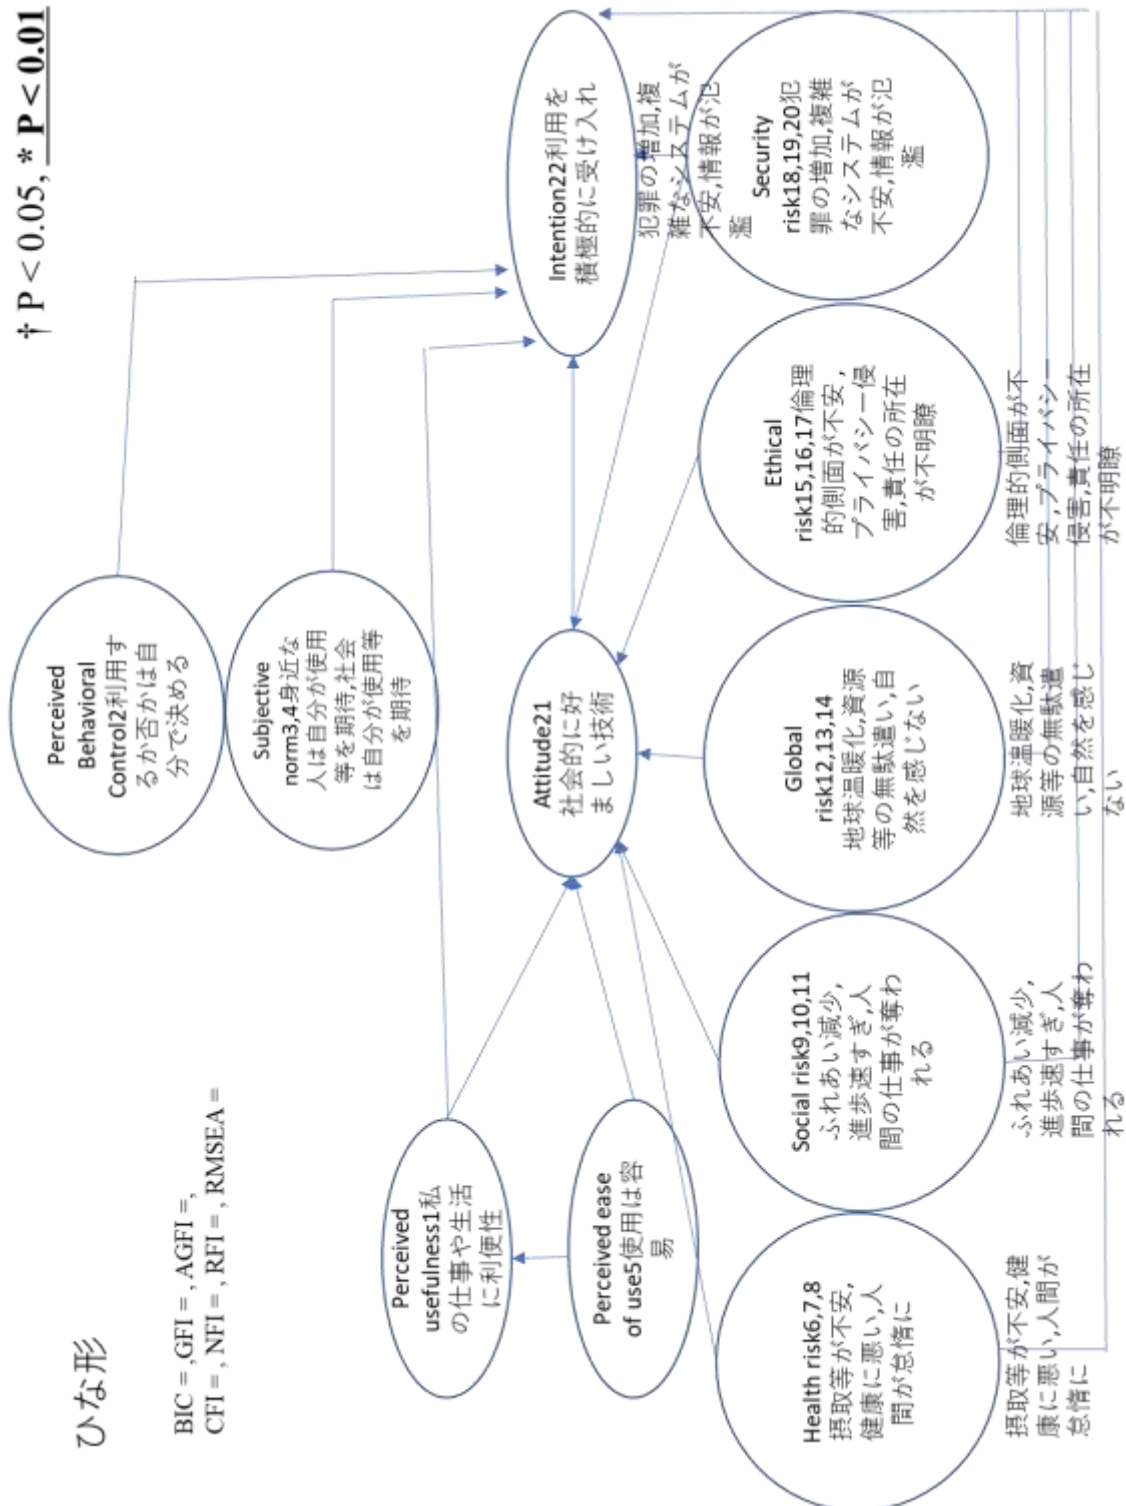 ひな形
† P < 0.05, * P < 0.01
BIC = ,GFI = , AGFI =,
CFI = , NFI = , RFI = , RMSEA =
Perceived
Behavioral
Control2利用す
るか否かは自
分で決める
Subjective
norm3,4身近な
人は自分が使用
等を期待,社会
は自分が使用等
を期待
Perceived
usefulness1私
の仕事や生活
に利便性
Perceived ease
of use5使用は容
易
Attitude21
社会的に好
ましい技術
Intention22利用を
積極的に受け入れ
犯罪の増加,複
雑なシステムが
不安,情報が氾
濫
Health risk6,7,8
摂取等が不安,
健康に悪い,人
間が怠惰に
Social risk9,10,11
ふれあい減少,
進歩速すぎ,人
間の仕事が奪わ
れる
Global
risk12,13,14
地球温暖化,資源
等の無駄遣い,自
然を感じない
Ethical
risk15,16,17倫理
的側面が不安,
プライバシー侵
害,責任の所在
が不明瞭
Security
risk18,19,20犯
罪の増加,複雑
なシステムが
不安,情報が氾
濫
摂取等が不安,健
康に悪い,人間が
怠惰に
ふれあい減少,
進歩速すぎ,人
間の仕事が奪わ
れる
地球温暖化,資
源等の無駄遣
い,自然を感じ
ない
倫理的側面が不
安,プライバシー
侵害,責任の所在
が不明瞭